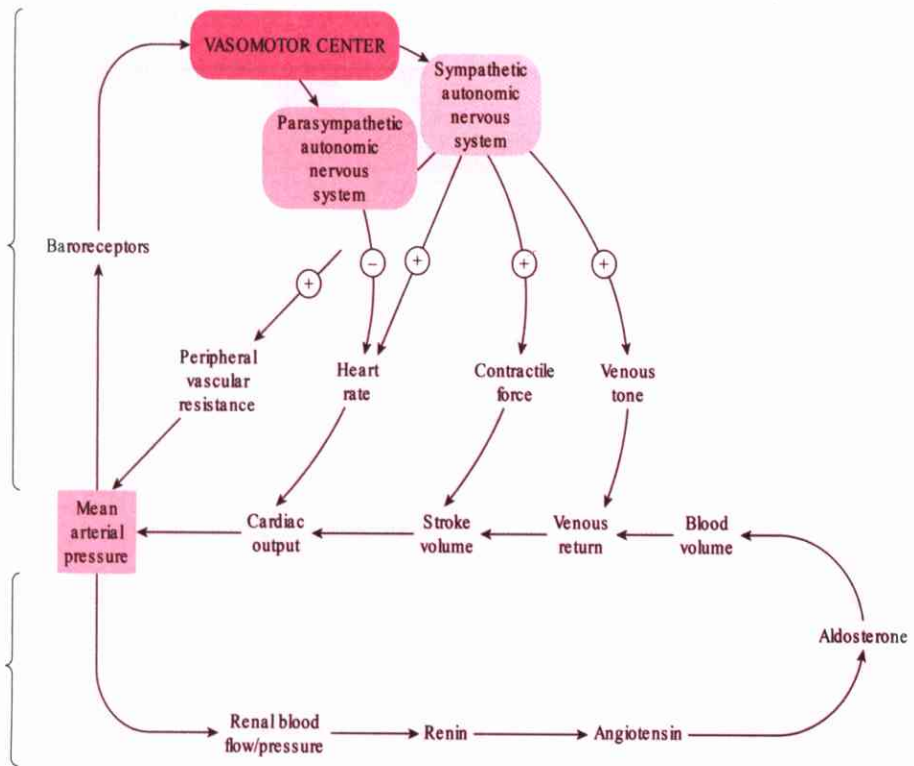 VASOMOTOR CENTER
Sympathetic
autonomic
nervous
system
Parasympathetic
autonomic
nervous
system
Baroreceptors
+
−
+
+
+
Peripheral
vascular
resistance
Heart
rate
Contractile
force
Venous
tone
Mean
arterial
pressure
Cardiac
output
Stroke
volume
Venous
return
Blood
volume
Aldosterone
Renal blood
flow/pressure
Renin
Angiotensin